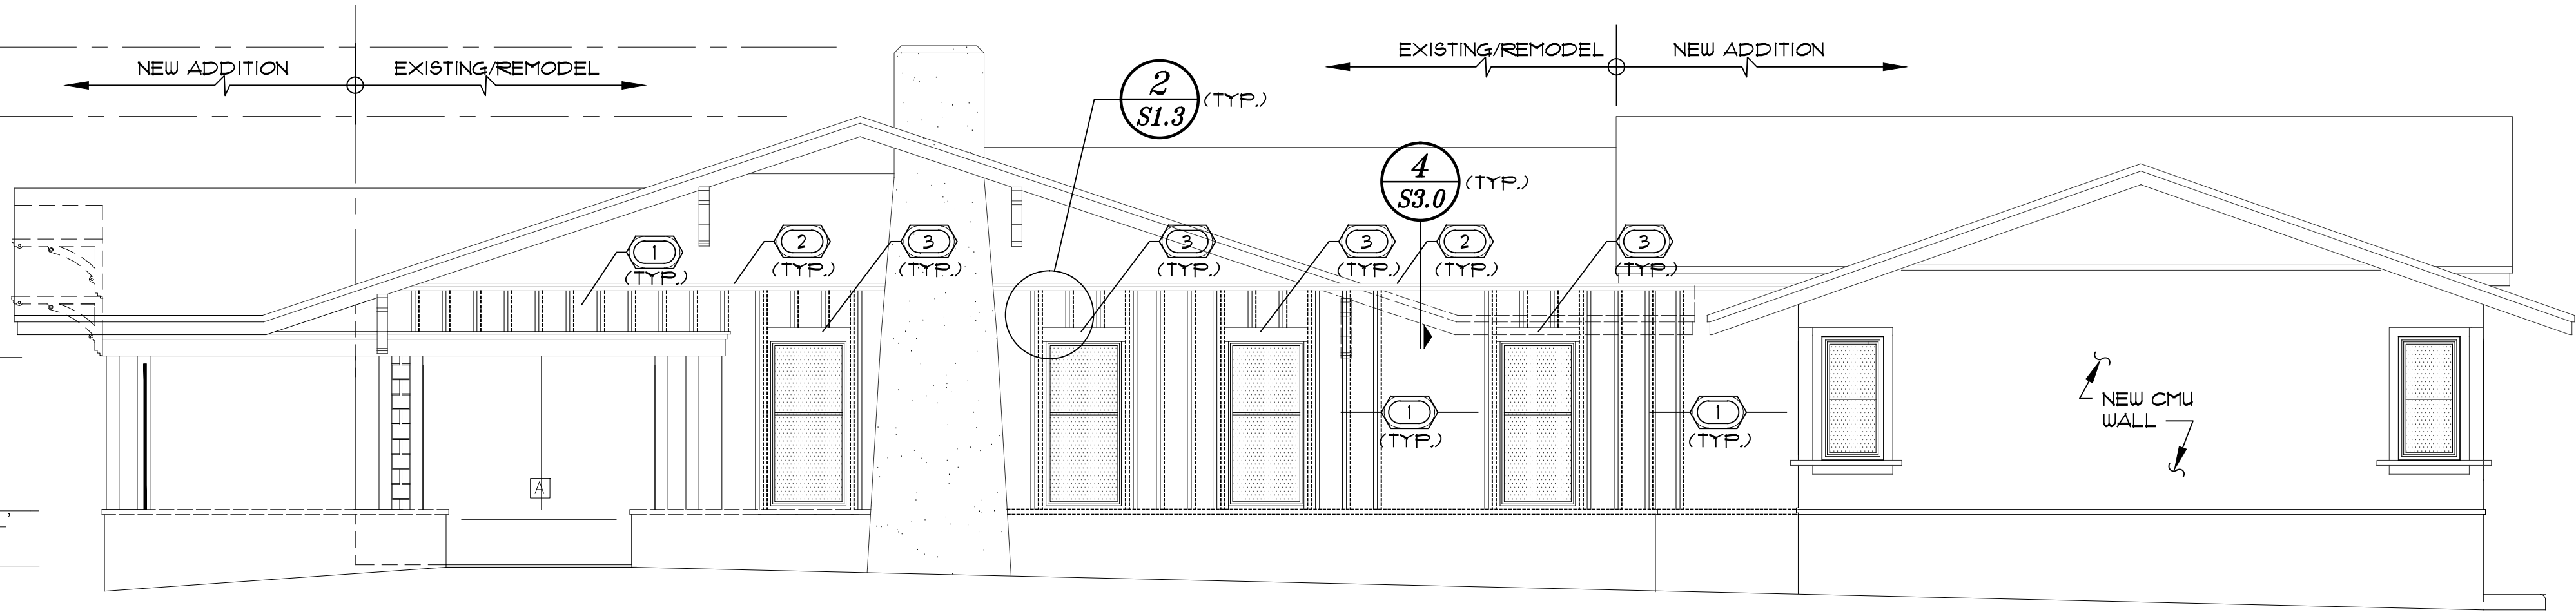 EXISTING/REMODEL
NEW ADDITION
NEW ADDITION
EXISTING/REMODEL
2
S1.3
(TYP.)
4
S3.0
(TYP.)
1
(TYP.)
2
(TYP.)
3
(TYP.)
3
(TYP.)
3
(TYP.)
2
(TYP.)
3
(TYP.)
1
(TYP.)
1
(TYP.)
NEW CMU
WALL
A